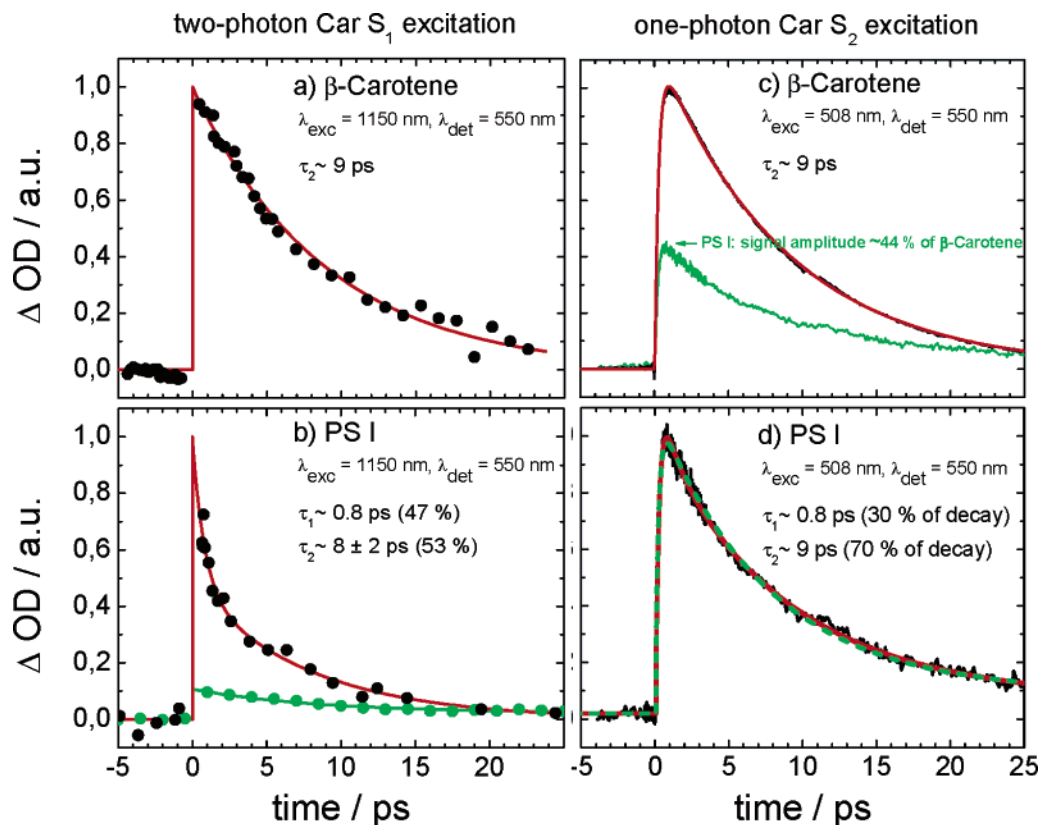 two-photon Car S₁ excitation
one-photon Car S₂ excitation
Δ OD / a.u.
1,0
0,8
0,6
0,4
0,2
0,0
a) β-Carotene
λexc = 1150 nm, λdet = 550 nm
τ₂~ 9 ps
c) β-Carotene
λexc = 508 nm, λdet = 550 nm
τ₂~ 9 ps
PS I: signal amplitude ~44 % of β-Carotene
Δ OD / a.u.
1,0
0,8
0,6
0,4
0,2
0,0
b) PS I
λexc = 1150 nm, λdet = 550 nm
τ₁~ 0.8 ps (47 %)
τ₂~ 8 ± 2 ps (53 %)
-5 0 5 10 15 20
time / ps
d) PS I
λexc = 508 nm, λdet = 550 nm
τ₁~ 0.8 ps (30 % of decay)
τ₂~ 9 ps (70 % of decay)
-5 0 5 10 15 20 25
time / ps